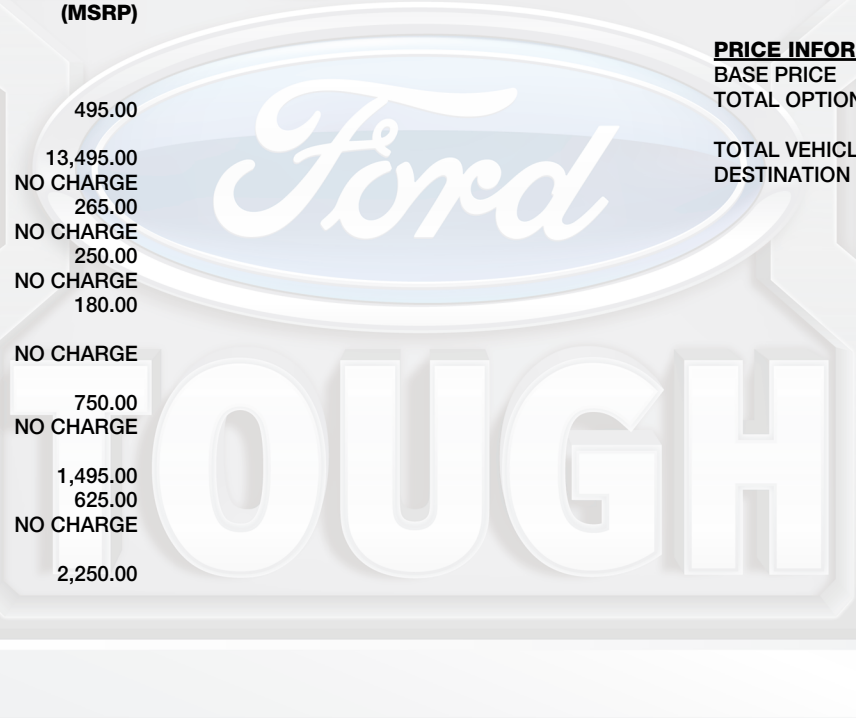 (MSRP)
495.00
13,495.00
NO CHARGE
265.00
NO CHARGE
250.00
NO CHARGE
180.00
NO CHARGE
750.00
NO CHARGE
1,495.00
625.00
NO CHARGE
2,250.00
PRICE INFOR
BASE PRICE
TOTAL OPTION
TOTAL VEHICL
DESTINATION
Ford
TOUGH